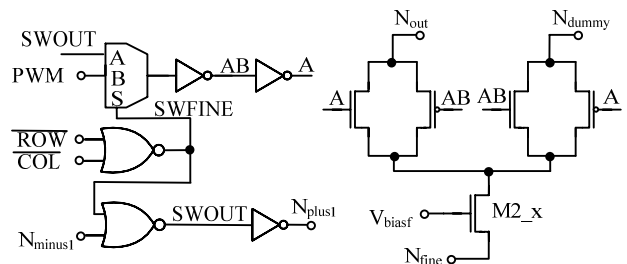 SWOUT
PWM
A
B
S
AB
A
SWFINE
ROW
COL
SWOUT
Nminus1
Nplus1
Nout
Ndummy
A
AB
AB
A
Vbiasf
M2_x
Nfine